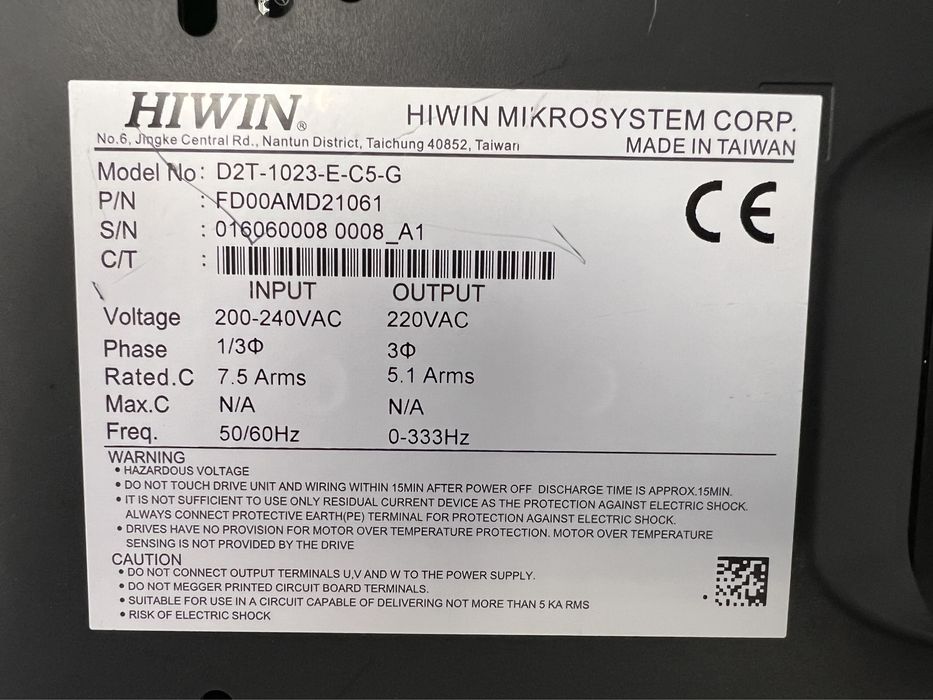 HIWIN®
HIWIN MIKROSYSTEM CORP.
No.6, Jingke Central Rd., Nantun District, Taichung 40852, Taiwan
MADE IN TAIWAN
Model No: D2T-1023-E-C5-G
P/N : FD00AMD21061
S/N : 016060008 0008_A1
C/T :
CE
INPUT OUTPUT
Voltage 200-240VAC 220VAC
Phase 1/3Φ 3Φ
Rated.C 7.5 Arms 5.1 Arms
Max.C N/A N/A
Freq. 50/60Hz 0-333Hz
WARNING
• HAZARDOUS VOLTAGE
• DO NOT TOUCH DRIVE UNIT AND WIRING WITHIN 15MIN AFTER POWER OFF DISCHARGE TIME IS APPROX.15MIN.
• IT IS NOT SUFFICIENT TO USE ONLY RESIDUAL CURRENT DEVICE AS THE PROTECTION AGAINST ELECTRIC SHOCK.
ALWAYS CONNECT PROTECTIVE EARTH(PE) TERMINAL FOR PROTECTION AGAINST ELECTRIC SHOCK.
• DRIVES HAVE NO PROVISION FOR MOTOR OVER TEMPERATURE PROTECTION. MOTOR OVER TEMPERATURE
SENSING IS NOT PROVIDED BY THE DRIVE
CAUTION
• DO NOT CONNECT OUTPUT TERMINALS U,V AND W TO THE POWER SUPPLY.
• DO NOT MEGGER PRINTED CIRCUIT BOARD TERMINALS.
• SUITABLE FOR USE IN A CIRCUIT CAPABLE OF DELIVERING NOT MORE THAN 5 KA RMS
• RISK OF ELECTRIC SHOCK